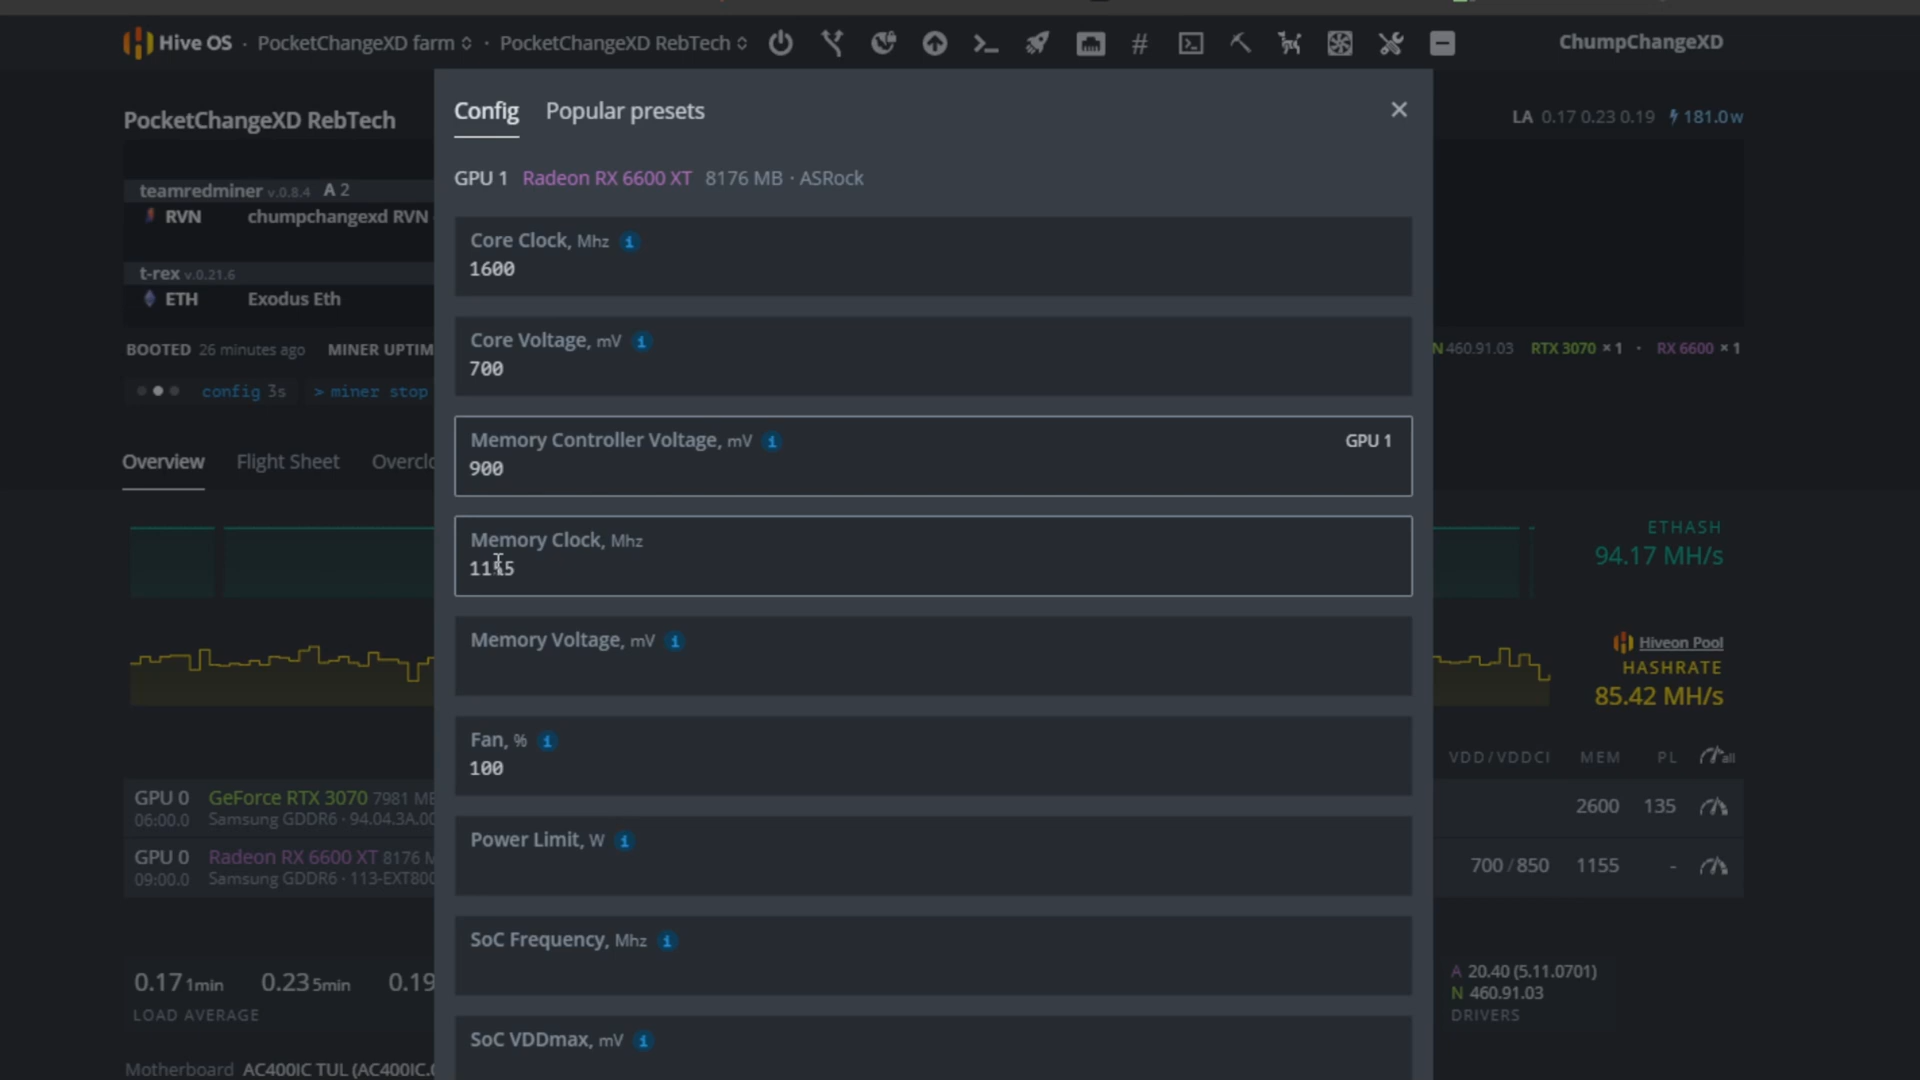 Hive OS · PocketChangeXD farm · PocketChangeXD RebTech # ChumpChangeXD
Config Popular presets
PocketChangeXD RebTech
LA 0.17 0.23 0.19 181.0w
GPU 1 Radeon RX 6600 XT 8176 MB · ASRock
teamredminer v.0.8.4 A 2
RVN chumpchangexd RVN
t-rex v.0.21.6
ETH Exodus Eth
BOOTED 26 minutes ago MINER UPTIM
N 460.91.03 RTX 3070 × 1 · RX 6600 × 1
config 3s > miner stop
Core Clock, Mhz
1600
Core Voltage, mV
700
Memory Controller Voltage, mV GPU 1
900
Memory Clock, Mhz
Memory Voltage, mV
Fan, %
100
Power Limit, W
SoC Frequency, Mhz
SoC VDDmax, mV
Overview Flight Sheet Overclo
ETHASH
94.17 MH/s
Hiveon Pool
HASHRATE
85.42 MH/s
VDD/VDDCI MEM PL all
GPU 0 GeForce RTX 3070 7981 MB
06:00.0 Samsung GDDR6 · 94.04.3A.00
2600 135
GPU 0 Radeon RX 6600 XT 8176 M
09:00.0 Samsung GDDR6 · 113-EXT800
700 / 850 1155 -
0.17 1min 0.23 5min 0.19
LOAD AVERAGE
A 20.40 (5.11.0701)
N 460.91.03
DRIVERS
Motherboard AC400IC TUL (AC400IC.